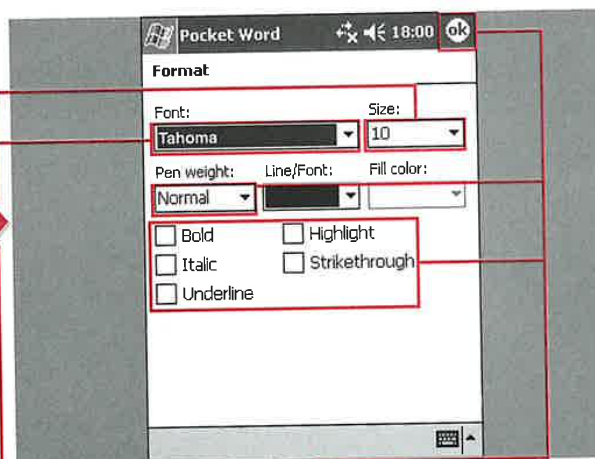 Pocket Word 18:00 ok
Format
Font: Size:
Tahoma 10
Pen weight: Line/Font: Fill color:
Normal
Bold Highlight
Italic Strikethrough
Underline